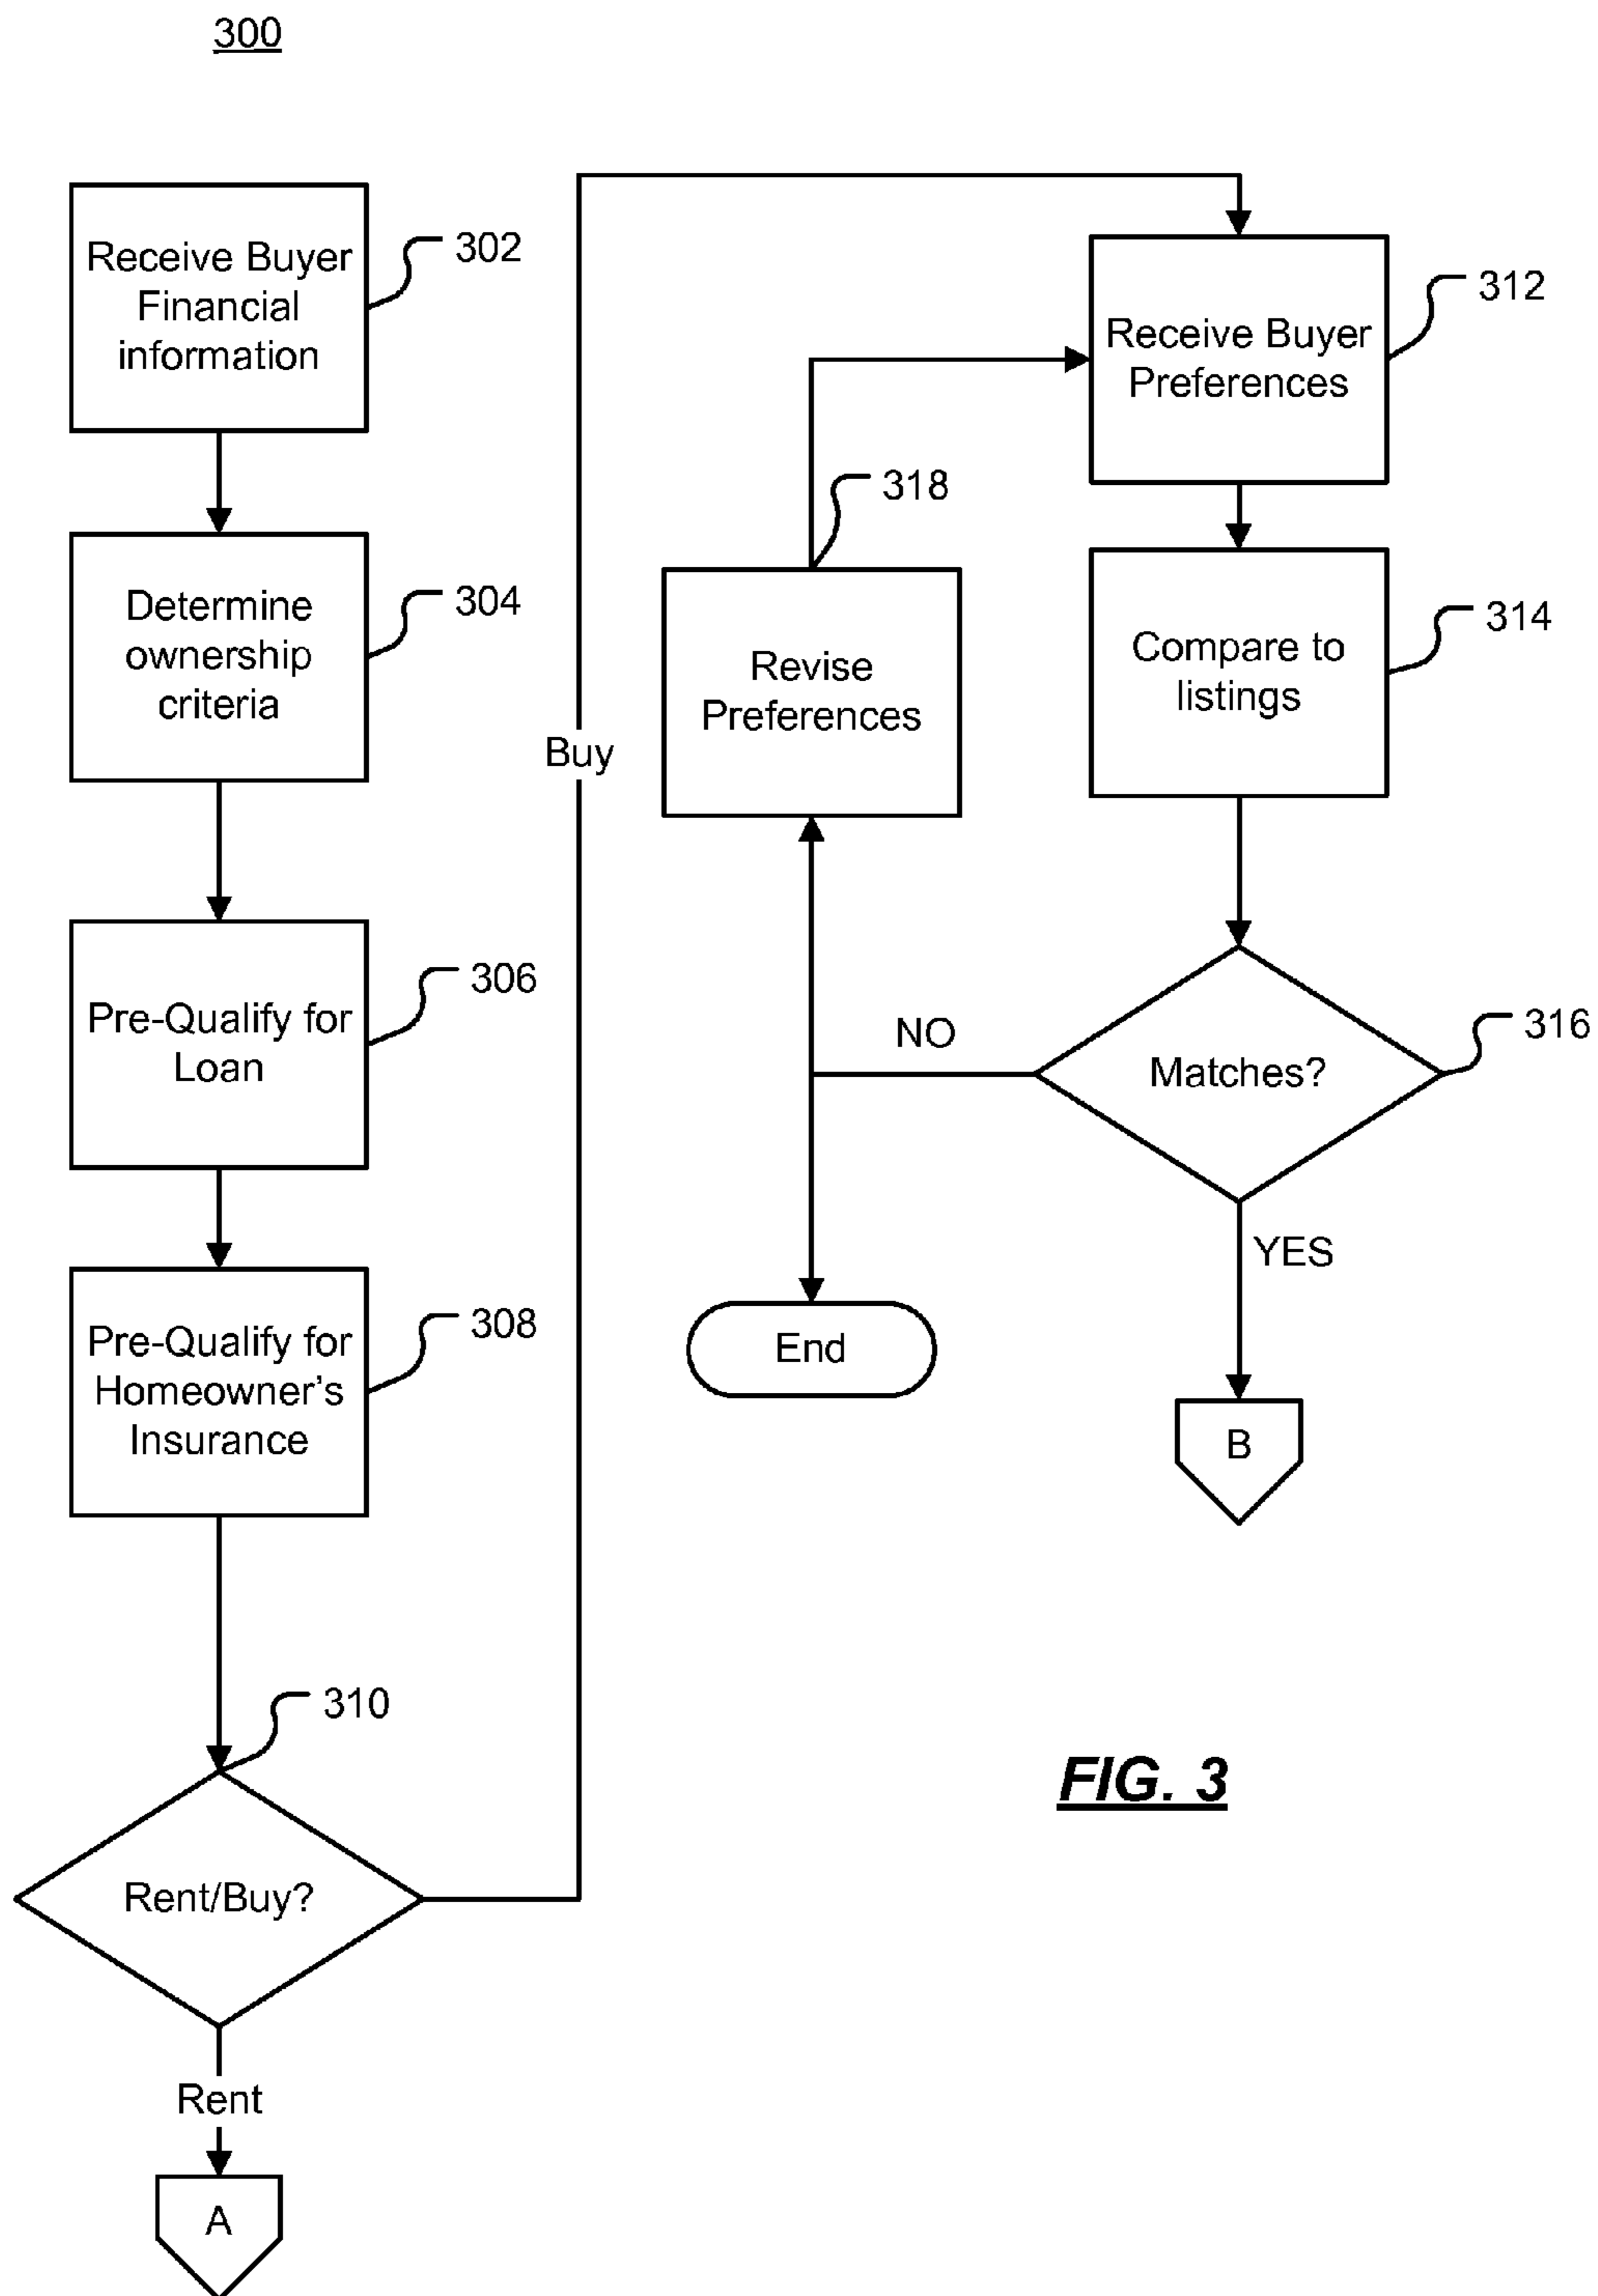 300
Receive Buyer
Financial
information
302
Determine
ownership
criteria
304
Pre-Qualify for
Loan
306
Pre-Qualify for
Homeowner's
Insurance
308
310
Rent/Buy?
Rent
A
Buy
Receive Buyer
Preferences
312
318
Revise
Preferences
Compare to
listings
314
NO
Matches?
316
YES
End
B
FIG. 3